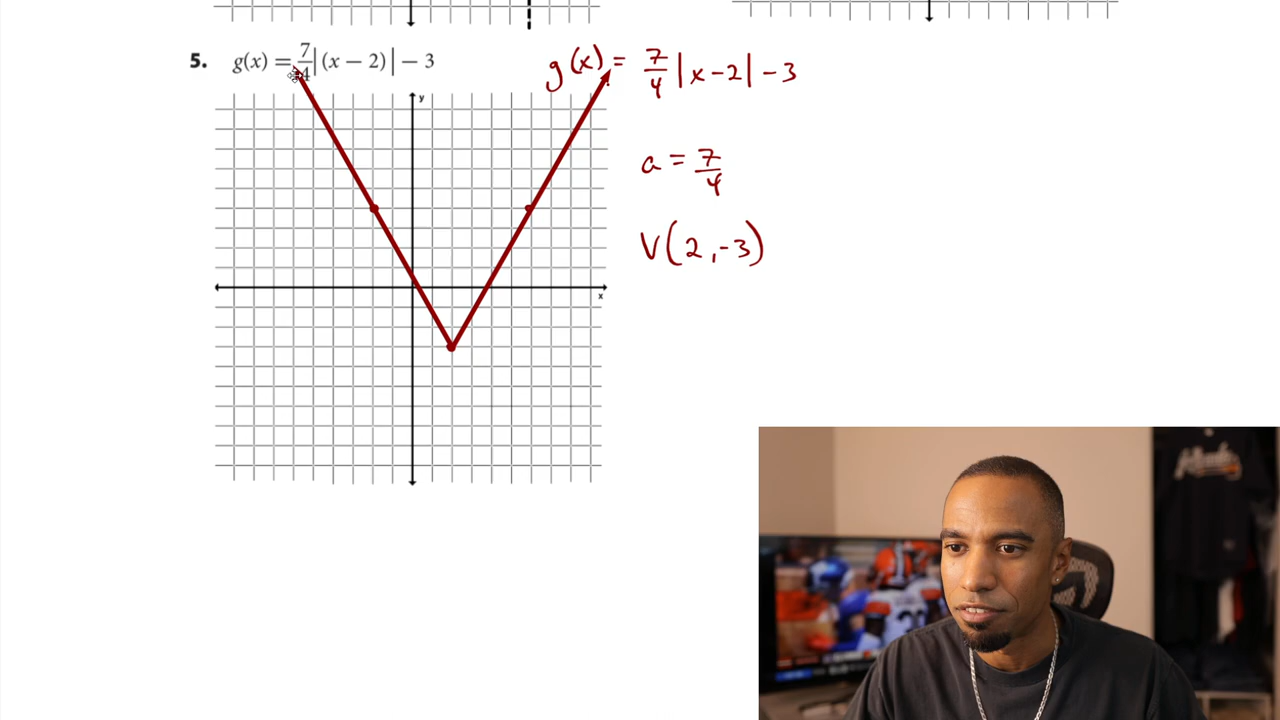 5. g(x) = 7/4|(x − 2)| − 3
g(x) = 7/4 |x-2| -3
y
a = 7/4
V(2,-3)
x